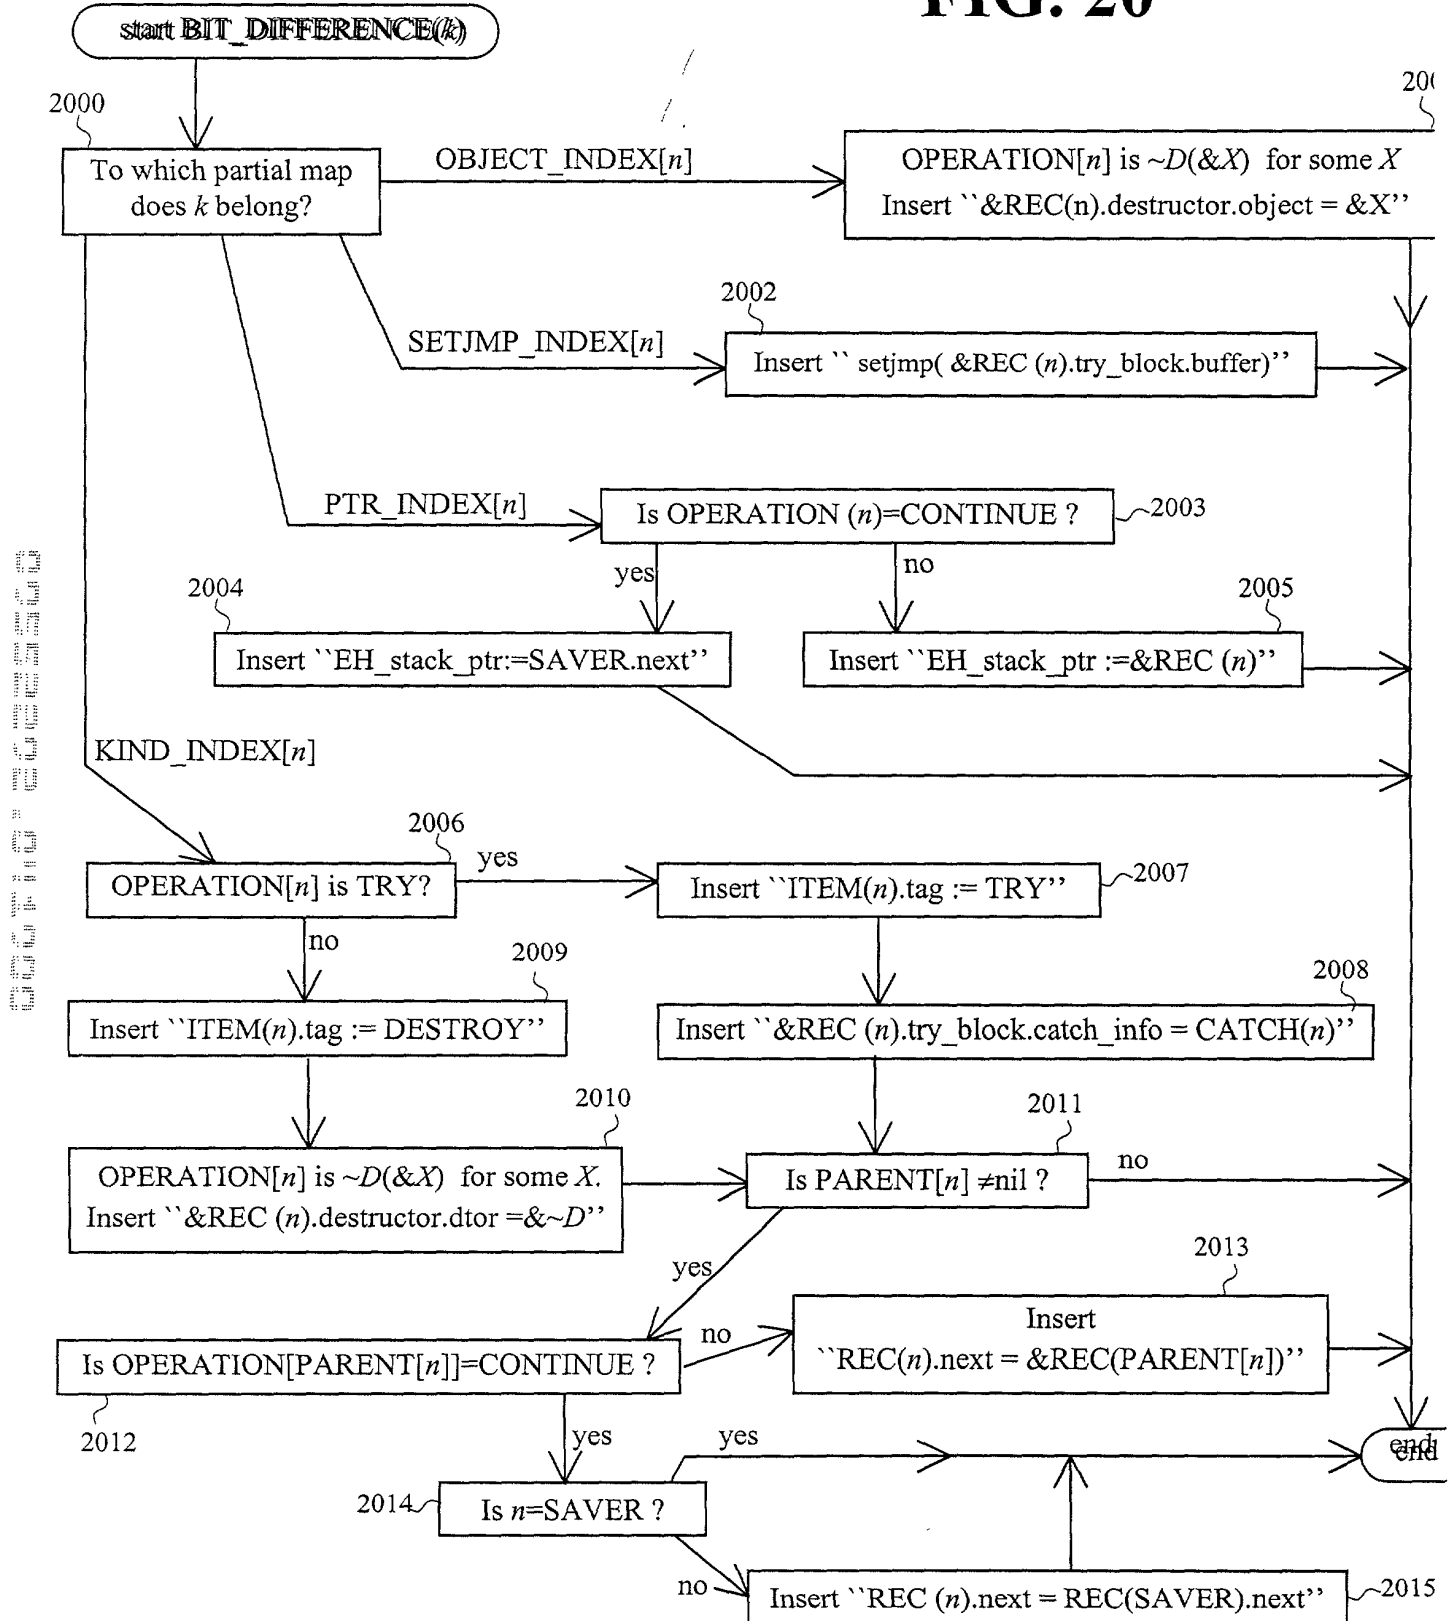 FIG. 20
start BIT_DIFFERENCE(k)
2000
To which partial map
does k belong?
OBJECT_INDEX[n]
OPERATION[n] is ~D(&X) for some X
Insert ``&REC(n).destructor.object = &X''
2002
SETJMP_INDEX[n]
Insert `` setjmp( &REC (n).try_block.buffer)''
PTR_INDEX[n]
Is OPERATION (n)=CONTINUE ?
2003
yes
no
2004
2005
Insert ``EH_stack_ptr:=SAVER.next''
Insert ``EH_stack_ptr :=&REC (n)''
KIND_INDEX[n]
2006
OPERATION[n] is TRY?
yes
Insert ``ITEM(n).tag := TRY''
2007
no
2009
2008
Insert ``ITEM(n).tag := DESTROY''
Insert ``&REC (n).try_block.catch_info = CATCH(n)''
2010
2011
OPERATION[n] is ~D(&X) for some X.
Insert ``&REC (n).destructor.dtor =&~D''
Is PARENT[n] ≠nil ?
no
yes
2013
Is OPERATION[PARENT[n]]=CONTINUE ?
no
Insert
``REC(n).next = &REC(PARENT[n])''
2012
yes
yes
end
2014
Is n=SAVER ?
no
Insert ``REC (n).next = REC(SAVER).next''
2015